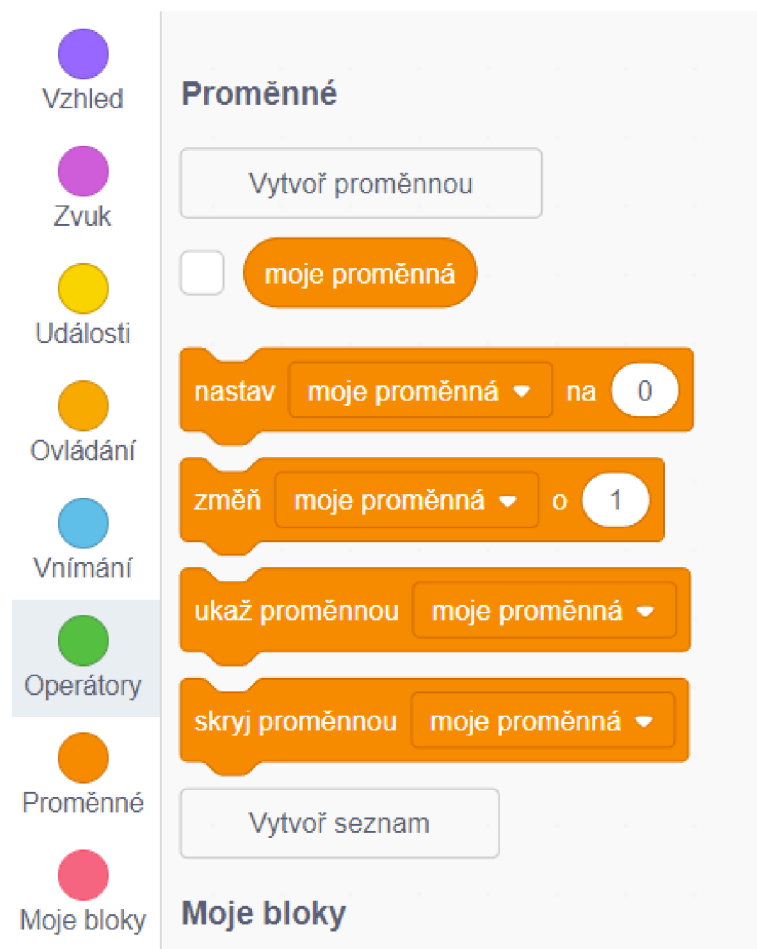 Vzhled
Zvuk
Události
Ovládání
Vnímání
Operátory
Proměnné
Moje bloky
Proměnné
Vytvoř proměnnou
moje proměnná
nastav moje proměnná na 0
změň moje proměnná o 1
ukaž proměnnou moje proměnná
skryj proměnnou moje proměnná
Vytvoř seznam
Moje bloky